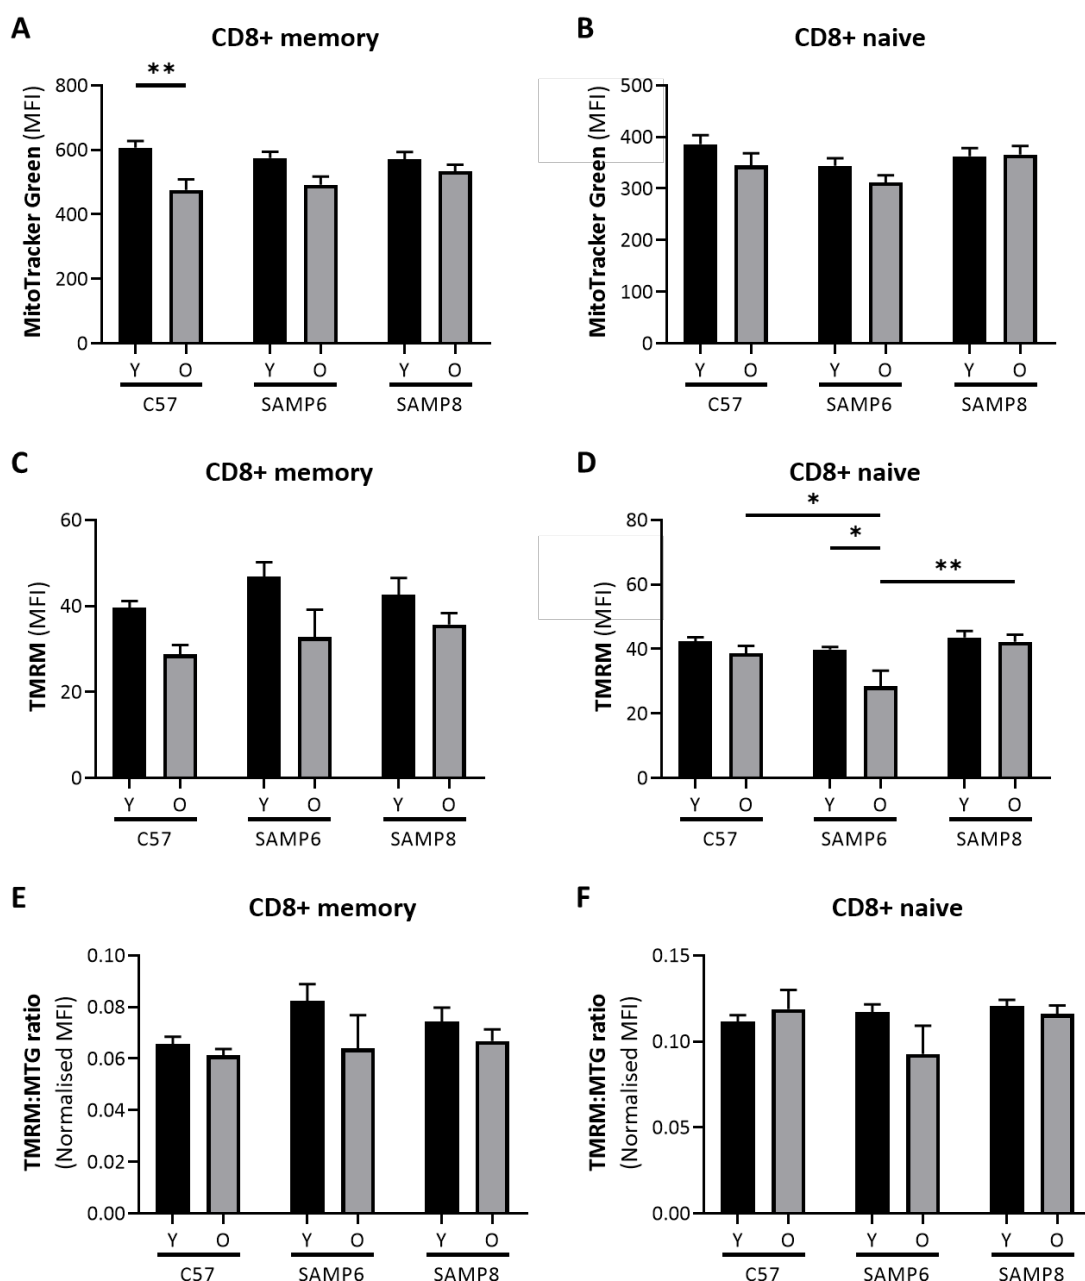 A
CD8+ memory
**
MitoTracker Green (MFI)
800
600
400
200
0
Y O Y O Y O
C57 SAMP6 SAMP8
B
CD8+ naive
MitoTracker Green (MFI)
500
400
300
200
100
0
Y O Y O Y O
C57 SAMP6 SAMP8
C
CD8+ memory
TMRM (MFI)
60
40
20
0
Y O Y O Y O
C57 SAMP6 SAMP8
D
CD8+ naive
*
*
**
TMRM (MFI)
80
60
40
20
0
Y O Y O Y O
C57 SAMP6 SAMP8
E
CD8+ memory
TMRM:MTG ratio
(Normalised MFI)
0.10
0.08
0.06
0.04
0.02
0.00
Y O Y O Y O
C57 SAMP6 SAMP8
F
CD8+ naive
TMRM:MTG ratio
(Normalised MFI)
0.15
0.10
0.05
0.00
Y O Y O Y O
C57 SAMP6 SAMP8